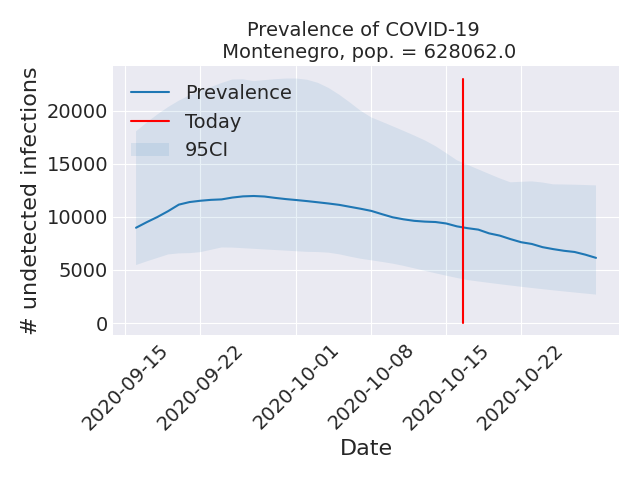 Prevalence of COVID-19
Montenegro, pop. = 628062.0
# undetected infections
20000
15000
10000
5000
0
Prevalence
Today
95CI
2020-09-15
2020-09-22
2020-10-01
2020-10-08
2020-10-15
2020-10-22
Date